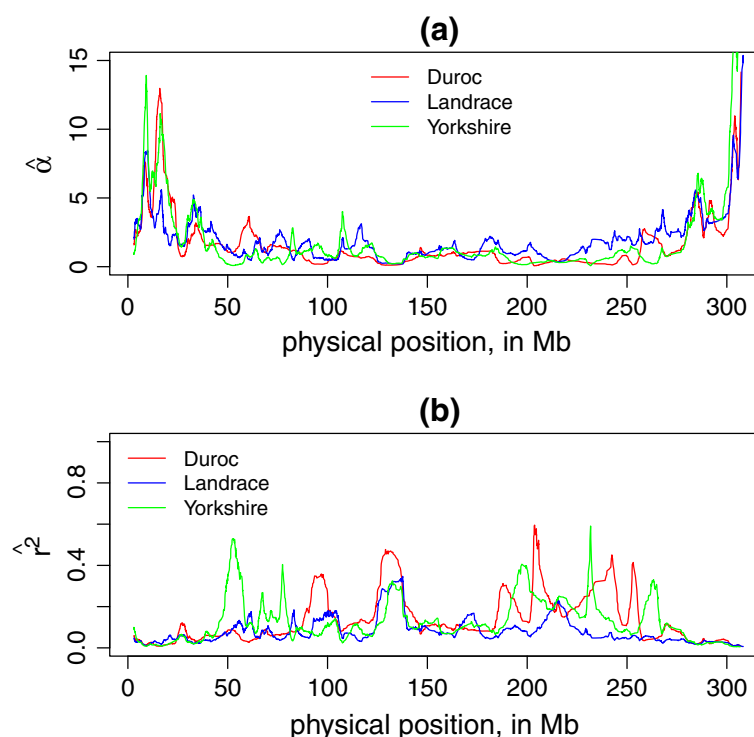 (a)
15
10
5
0
α̂
Duroc
Landrace
Yorkshire
0 50 100 150 200 250 300
physical position, in Mb
(b)
0.8
0.4
0.0
r̂²
Duroc
Landrace
Yorkshire
0 50 100 150 200 250 300
physical position, in Mb